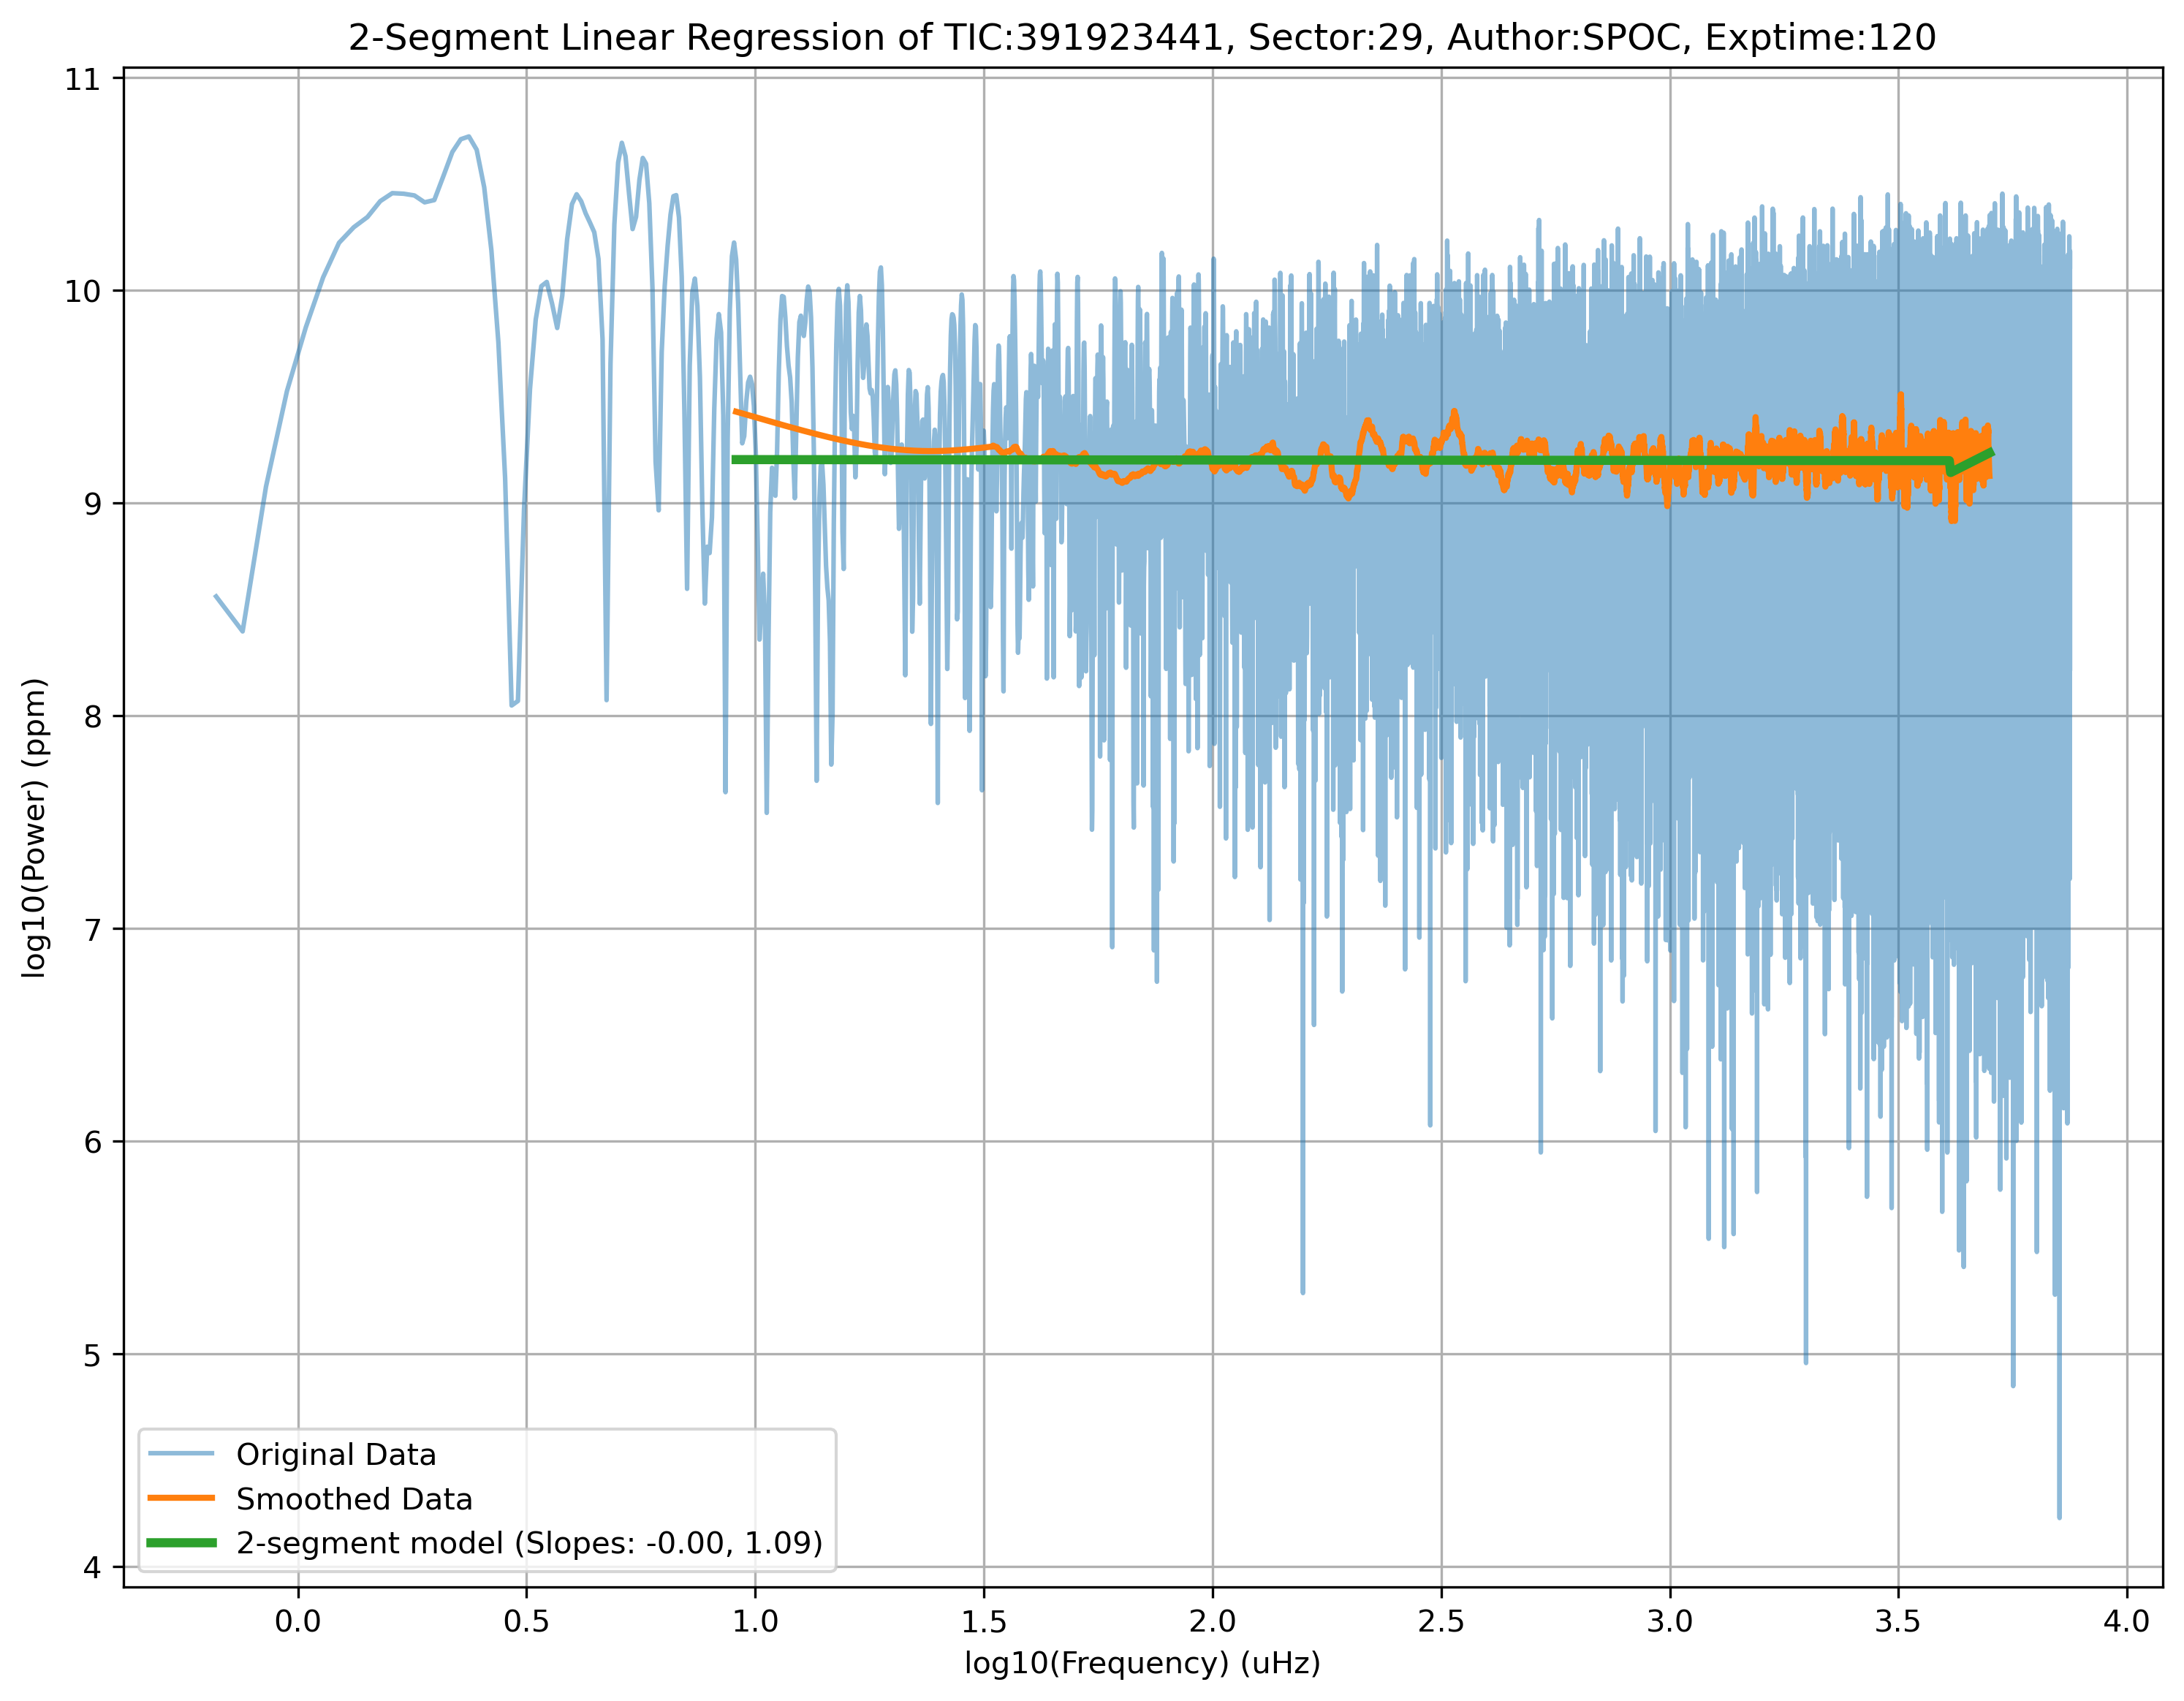 2-Segment Linear Regression of TIC:391923441, Sector:29, Author:SPOC, Exptime:120
11
10
9
8
7
6
5
4
log10(Power) (ppm)
Original Data
Smoothed Data
2-segment model (Slopes: -0.00, 1.09)
0.0 0.5 1.0 1.5 2.0 2.5 3.0 3.5 4.0
log10(Frequency) (uHz)